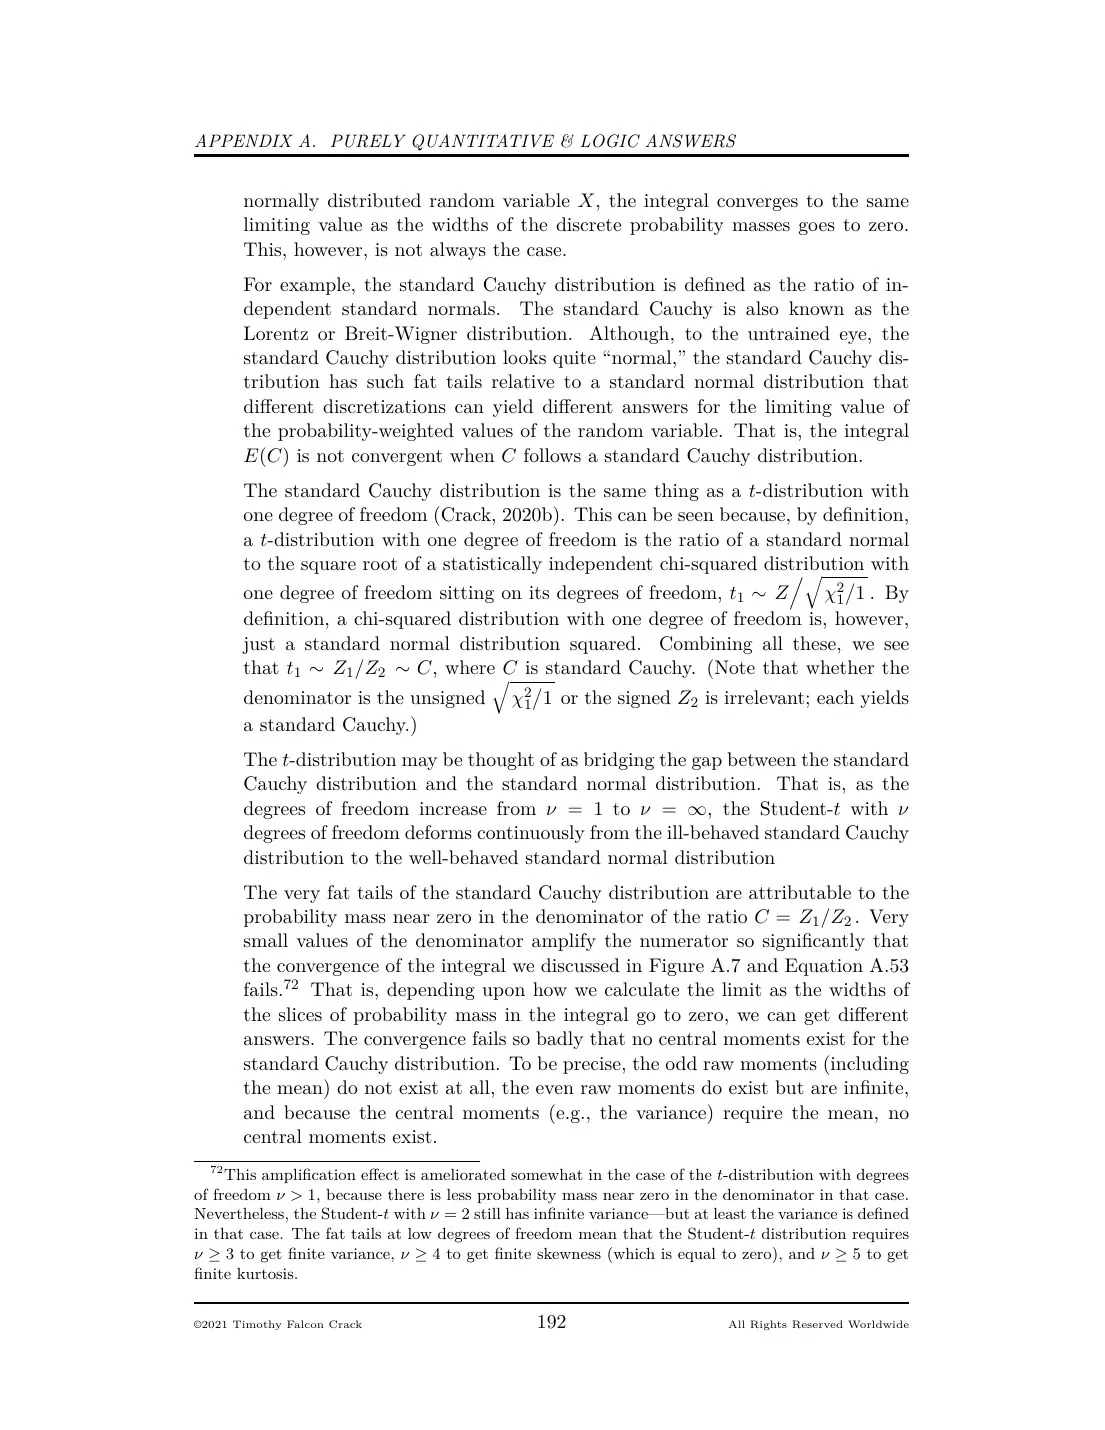 APPENDIX A. PURELY QUANTITATIVE & LOGIC ANSWERS
normally distributed random variable X, the integral converges to the same
limiting value as the widths of the discrete probability masses goes to zero.
This, however, is not always the case.
For example, the standard Cauchy distribution is defined as the ratio of in-
dependent standard normals. The standard Cauchy is also known as the
Lorentz or Breit-Wigner distribution. Although, to the untrained eye, the
standard Cauchy distribution looks quite “normal,” the standard Cauchy dis-
tribution has such fat tails relative to a standard normal distribution that
different discretizations can yield different answers for the limiting value of
the probability-weighted values of the random variable. That is, the integral
E(C) is not convergent when C follows a standard Cauchy distribution.
The standard Cauchy distribution is the same thing as a t-distribution with
one degree of freedom (Crack, 2020b). This can be seen because, by definition,
a t-distribution with one degree of freedom is the ratio of a standard normal
to the square root of a statistically independent chi-squared distribution with
one degree of freedom sitting on its degrees of freedom, t₁ ∼ Z/√(χ²₁/1). By
definition, a chi-squared distribution with one degree of freedom is, however,
just a standard normal distribution squared. Combining all these, we see
that t₁ ∼ Z₁/Z₂ ∼ C, where C is standard Cauchy. (Note that whether the
denominator is the unsigned √(χ²₁/1) or the signed Z₂ is irrelevant; each yields
a standard Cauchy.)
The t-distribution may be thought of as bridging the gap between the standard
Cauchy distribution and the standard normal distribution. That is, as the
degrees of freedom increase from ν = 1 to ν = ∞, the Student-t with ν
degrees of freedom deforms continuously from the ill-behaved standard Cauchy
distribution to the well-behaved standard normal distribution
The very fat tails of the standard Cauchy distribution are attributable to the
probability mass near zero in the denominator of the ratio C = Z₁/Z₂. Very
small values of the denominator amplify the numerator so significantly that
the convergence of the integral we discussed in Figure A.7 and Equation A.53
fails.⁷² That is, depending upon how we calculate the limit as the widths of
the slices of probability mass in the integral go to zero, we can get different
answers. The convergence fails so badly that no central moments exist for the
standard Cauchy distribution. To be precise, the odd raw moments (including
the mean) do not exist at all, the even raw moments do exist but are infinite,
and because the central moments (e.g., the variance) require the mean, no
central moments exist.
⁷²This amplification effect is ameliorated somewhat in the case of the t-distribution with degrees
of freedom ν > 1, because there is less probability mass near zero in the denominator in that case.
Nevertheless, the Student-t with ν = 2 still has infinite variance—but at least the variance is defined
in that case. The fat tails at low degrees of freedom mean that the Student-t distribution requires
ν ≥ 3 to get finite variance, ν ≥ 4 to get finite skewness (which is equal to zero), and ν ≥ 5 to get
finite kurtosis.
©2021 Timothy Falcon Crack 192 All Rights Reserved Worldwide